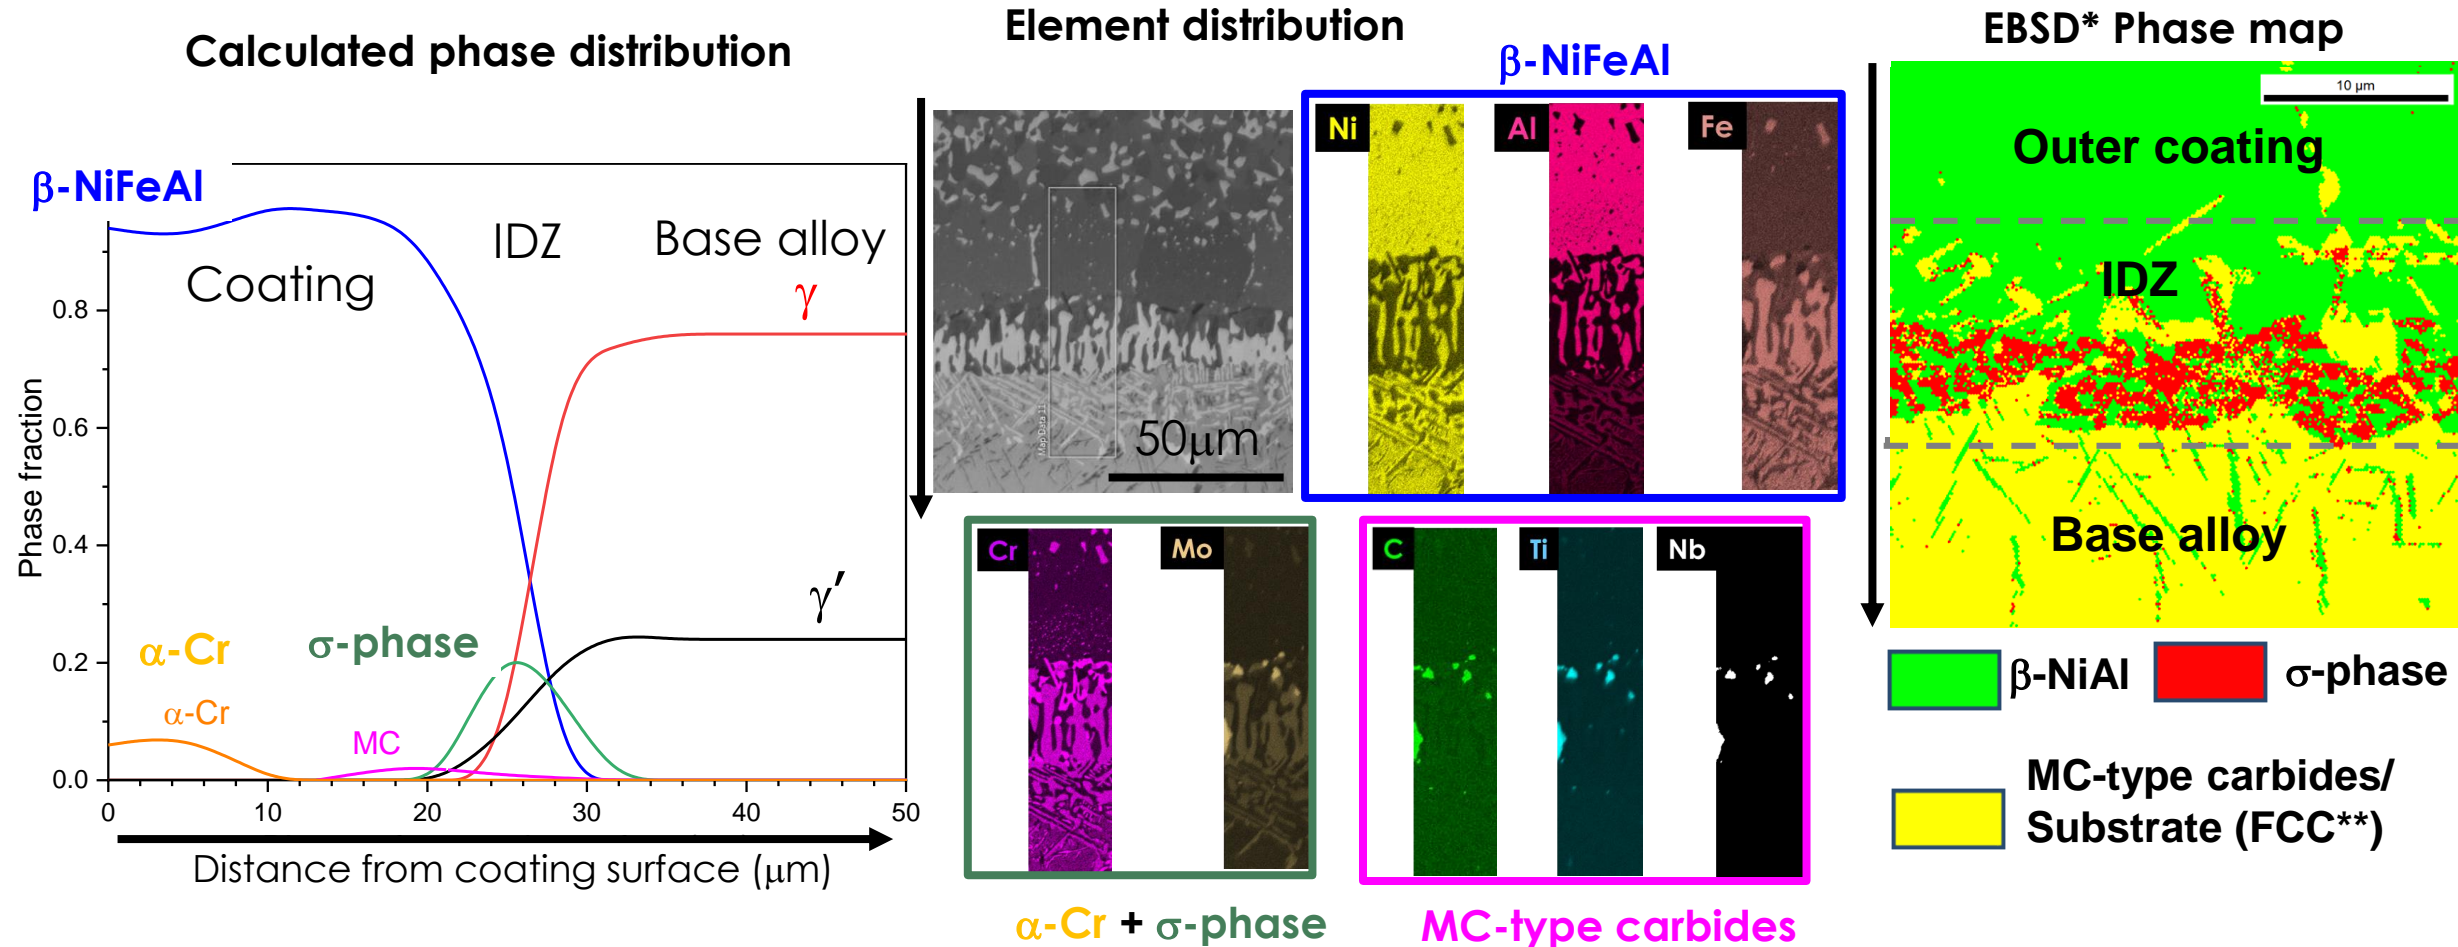 Calculated phase distribution
Element distribution
EBSD* Phase map
β-NiFeAl
β-NiFeAl
Coating
IDZ
Base alloy
γ
γ′
α-Cr
α-Cr
σ-phase
MC
Phase fraction
0.8
0.6
0.4
0.2
0.0
0 10 20 30 40 50
Distance from coating surface (μm)
Map Data 11
50μm
Ni Al Fe
Cr Mo
C Ti Nb
α-Cr + σ-phase
MC-type carbides
10 μm
Outer coating
IDZ
Base alloy
β-NiAl
σ-phase
MC-type carbides/
Substrate (FCC**)